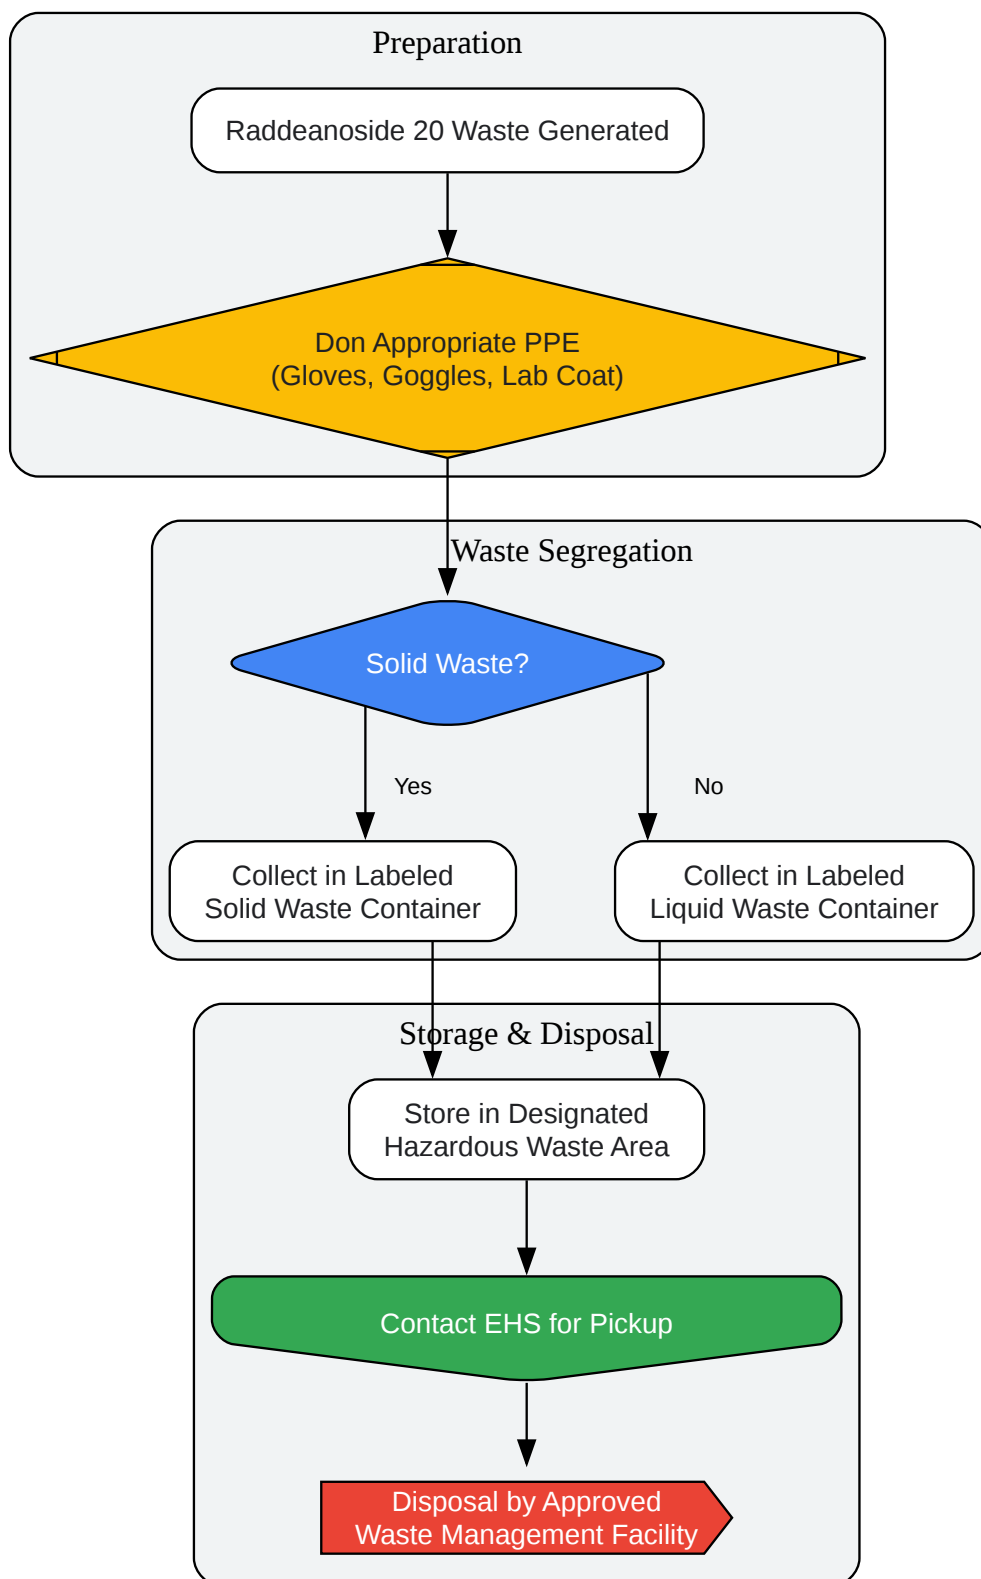 Preparation
Raddeanoside 20 Waste Generated
Don Appropriate PPE
(Gloves, Goggles, Lab Coat)
Waste Segregation
Solid Waste?
Yes
No
Collect in Labeled
Solid Waste Container
Collect in Labeled
Liquid Waste Container
Storage & Disposal
Store in Designated
Hazardous Waste Area
Contact EHS for Pickup
Disposal by Approved
Waste Management Facility